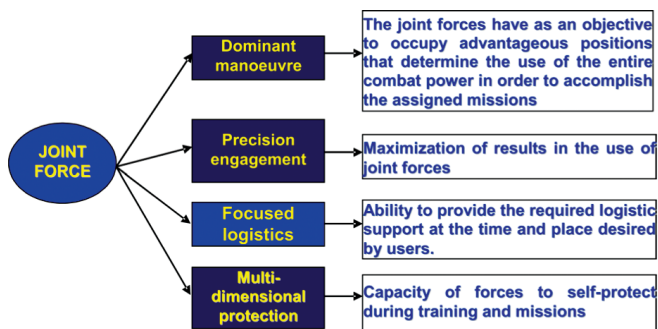 JOINT
FORCE
Dominant
manoeuvre
The joint forces have as an objective
to occupy advantageous positions
that determine the use of the entire
combat power in order to accomplish
the assigned missions
Precision
engagement
Maximization of results in the use of
joint forces
Focused
logistics
Ability to provide the required logistic
support at the time and place desired
by users.
Multi-
dimensional
protection
Capacity of forces to self-protect
during training and missions